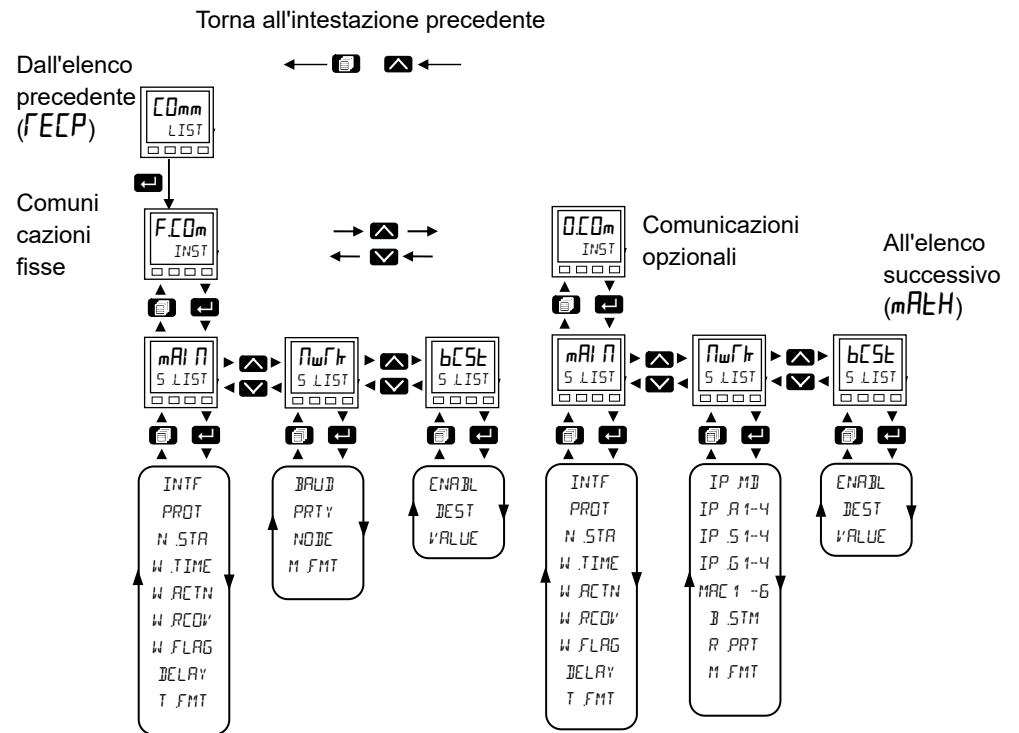 Torna all'intestazione precedente
Dall'elenco
precedente
(rECP)
COmm
LIST
Comuni
cazioni
fisse
F.COm
INST
O.COm
INST
Comunicazioni
opzionali
All'elenco
successivo
(mAtH)
mAIn
S.LIST
nwrk
S.LIST
bCSt
S.LIST
mAIn
S.LIST
nwrk
S.LIST
bCSt
S.LIST
INTF
PROT
N.STA
W.TIME
W.ACTN
W.RCOV
W.FLAG
DELAY
T.FMT
BAUD
PRTY
NODE
M.FMT
ENABL
DEST
VALUE
INTF
PROT
N.STA
W.TIME
W.ACTN
W.RCOV
W.FLAG
DELAY
T.FMT
IP.MD
IP.A1--4
IP.S1--4
IP.G1--4
MAC1 --6
B.STM
R.PRT
M.FMT
ENABL
DEST
VALUE